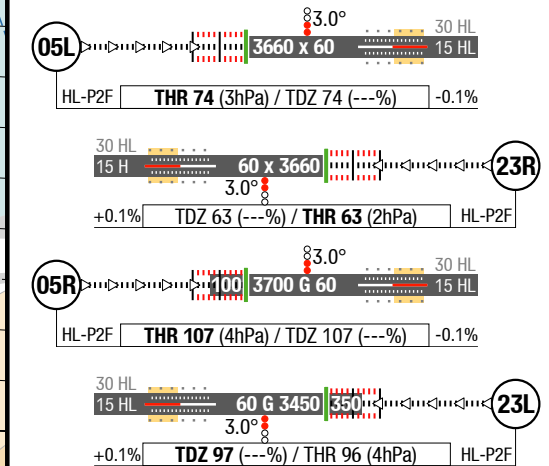 3.0°
30 HL
05L 3660 x 60 15 HL
HL-P2F THR 74 (3hPa) / TDZ 74 (---%) -0.1%
30 HL
15 H 60 x 3660 23R
3.0°
+0.1% TDZ 63 (---%) / THR 63 (2hPa) HL-P2F
3.0°
30 HL
05R 100 3700 G 60 15 HL
HL-P2F THR 107 (4hPa) / TDZ 107 (---%) -0.1%
30 HL
15 HL 60 G 3450 350 23L
3.0°
+0.1% TDZ 97 (---%) / THR 96 (4hPa) HL-P2F